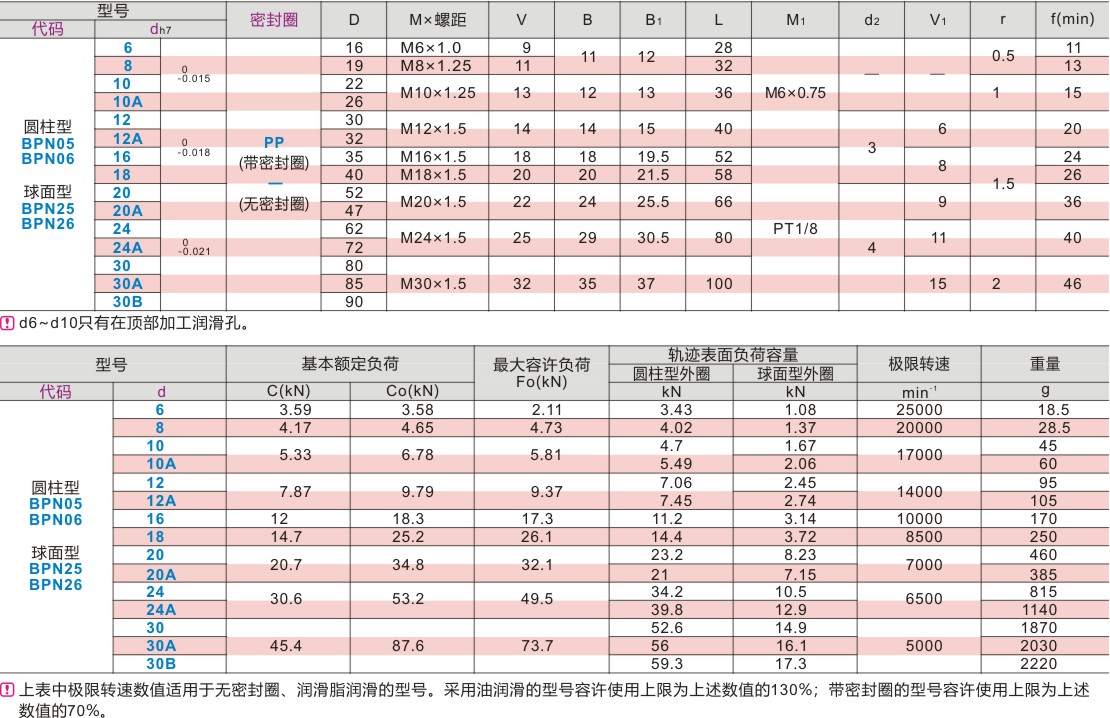 型号 密封圈 D M×螺距 V B B1 L M1 d2 V1 r f(min)
代码 dh7
6 16 M6×1.0 9 28 11
8 0 -0.015 19 M8×1.25 11 11 12 32 0.5 13
10 22
10A 26 M10×1.25 13 12 13 36 M6×0.75 — — 1 15
12 30
12A 0 -0.018 32 M12×1.5 14 14 15 40 6 20
16 35 M16×1.5 18 18 19.5 52 3 24
18 40 M18×1.5 20 20 21.5 58 8 26
20 52
20A 47 M20×1.5 22 24 25.5 66 9 1.5 36
24 62
24A 0 -0.021 72 M24×1.5 25 29 30.5 80 PT1/8 4 11 40
30 80
30A 85 M30×1.5 32 35 37 100 15 2 46
30B 90
圆柱型
BPN05
BPN06
球面型
BPN25
BPN26
PP
(带密封圈)
—
(无密封圈)
d6~d10只有在顶部加工润滑孔。
型号 基本额定负荷 最大容许负荷 Fo(kN) 轨迹表面负荷容量 极限转速 重量
圆柱型外圈 球面型外圈
代码 d C(kN) Co(kN) kN kN min-1 g
6 3.59 3.58 2.11 3.43 1.08 25000 18.5
8 4.17 4.65 4.73 4.02 1.37 20000 28.5
10 4.7 1.67 45
10A 5.33 6.78 5.81 5.49 2.06 17000 60
12 7.06 2.45 95
12A 7.87 9.79 9.37 7.45 2.74 14000 105
16 12 18.3 17.3 11.2 3.14 10000 170
18 14.7 25.2 26.1 14.4 3.72 8500 250
20 23.2 8.23 460
20A 20.7 34.8 32.1 21 7.15 7000 385
24 34.2 10.5 815
24A 30.6 53.2 49.5 39.8 12.9 6500 1140
30 52.6 14.9 1870
30A 45.4 87.6 73.7 56 16.1 5000 2030
30B 59.3 17.3 2220
圆柱型
BPN05
BPN06
球面型
BPN25
BPN26
上表中极限转速数值适用于无密封圈、润滑脂润滑的型号。采用油润滑的型号容许使用上限为上述数值的130%；带密封圈的型号容许使用上限为上述
数值的70%。